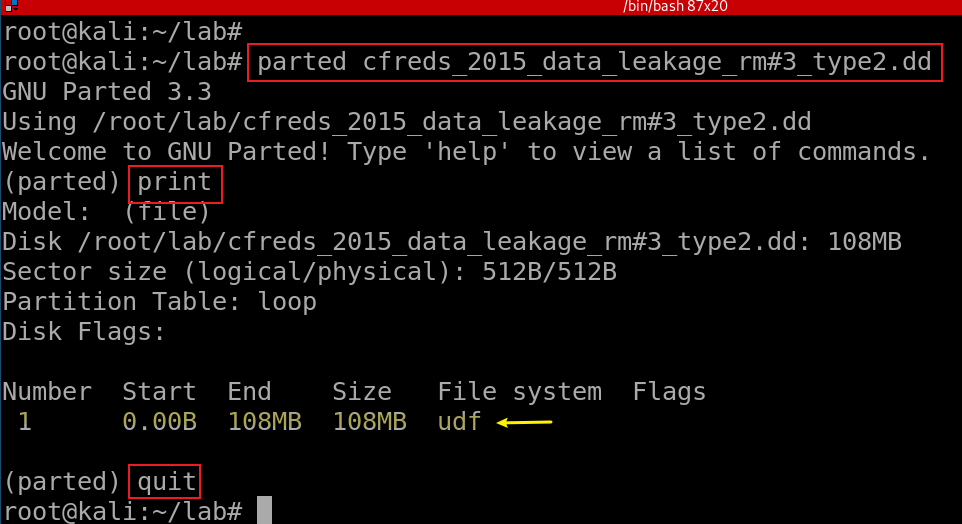 /bin/bash 87x20
root@kali:~/lab#
root@kali:~/lab# parted cfreds_2015_data_leakage_rm#3_type2.dd
GNU Parted 3.3
Using /root/lab/cfreds_2015_data_leakage_rm#3_type2.dd
Welcome to GNU Parted! Type 'help' to view a list of commands.
(parted) print
Model:  (file)
Disk /root/lab/cfreds_2015_data_leakage_rm#3_type2.dd: 108MB
Sector size (logical/physical): 512B/512B
Partition Table: loop
Disk Flags:
Number  Start  End    Size   File system  Flags
 1      0.00B  108MB  108MB  udf
(parted) quit
root@kali:~/lab#